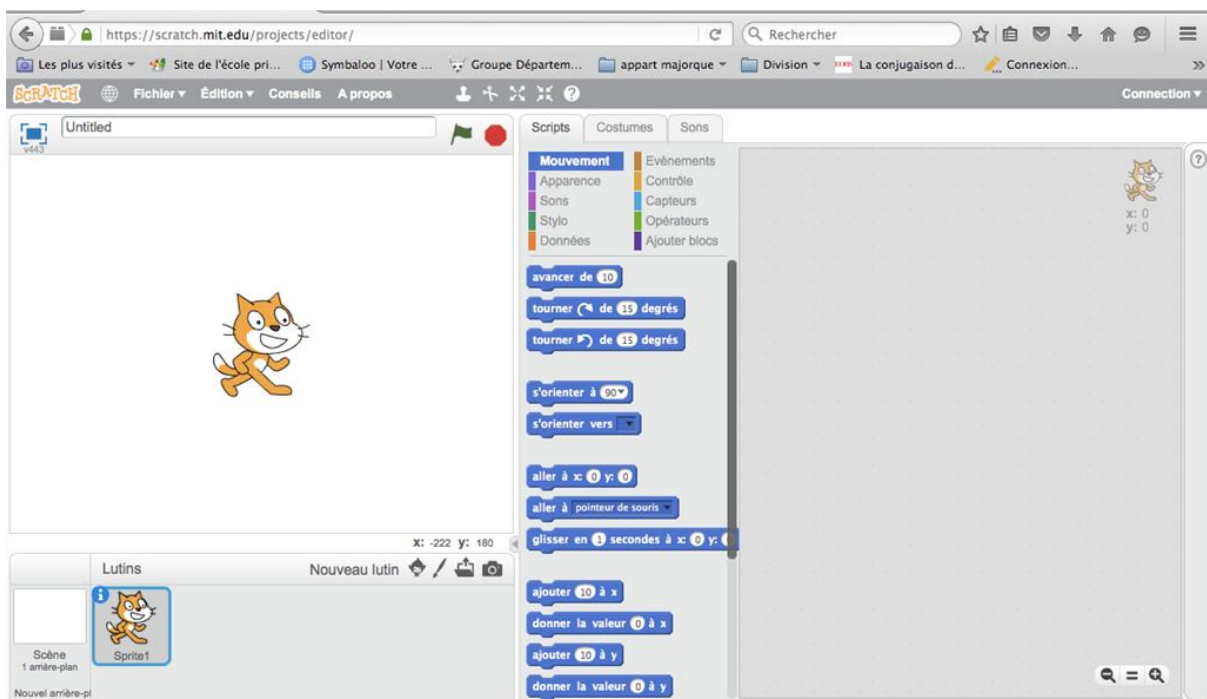 https://scratch.mit.edu/projects/editor/
Rechercher
Les plus visités
Site de l'école pri...
Symbaloo | Votre ...
Groupe Départem...
appart majorque
Division
La conjugaison d...
Connexion...
SCRATCH
Fichier
Édition
Conseils
A propos
Connection
v443
Untitled
Scripts
Costumes
Sons
Mouvement
Evènements
Apparence
Contrôle
Sons
Capteurs
Stylo
Opérateurs
Données
Ajouter blocs
avancer de 10
tourner de 15 degrés
tourner de 15 degrés
s'orienter à 90
s'orienter vers
aller à x: 0 y: 0
aller à pointeur de souris
glisser en 1 secondes à x: 0 y:
ajouter 10 à x
donner la valeur 0 à x
ajouter 10 à y
donner la valeur 0 à y
x: 0
y: 0
X: -222 y: 180
Lutins
Nouveau lutin
Scène
1 arrière-plan
Sprite1
Nouvel arrière-pl